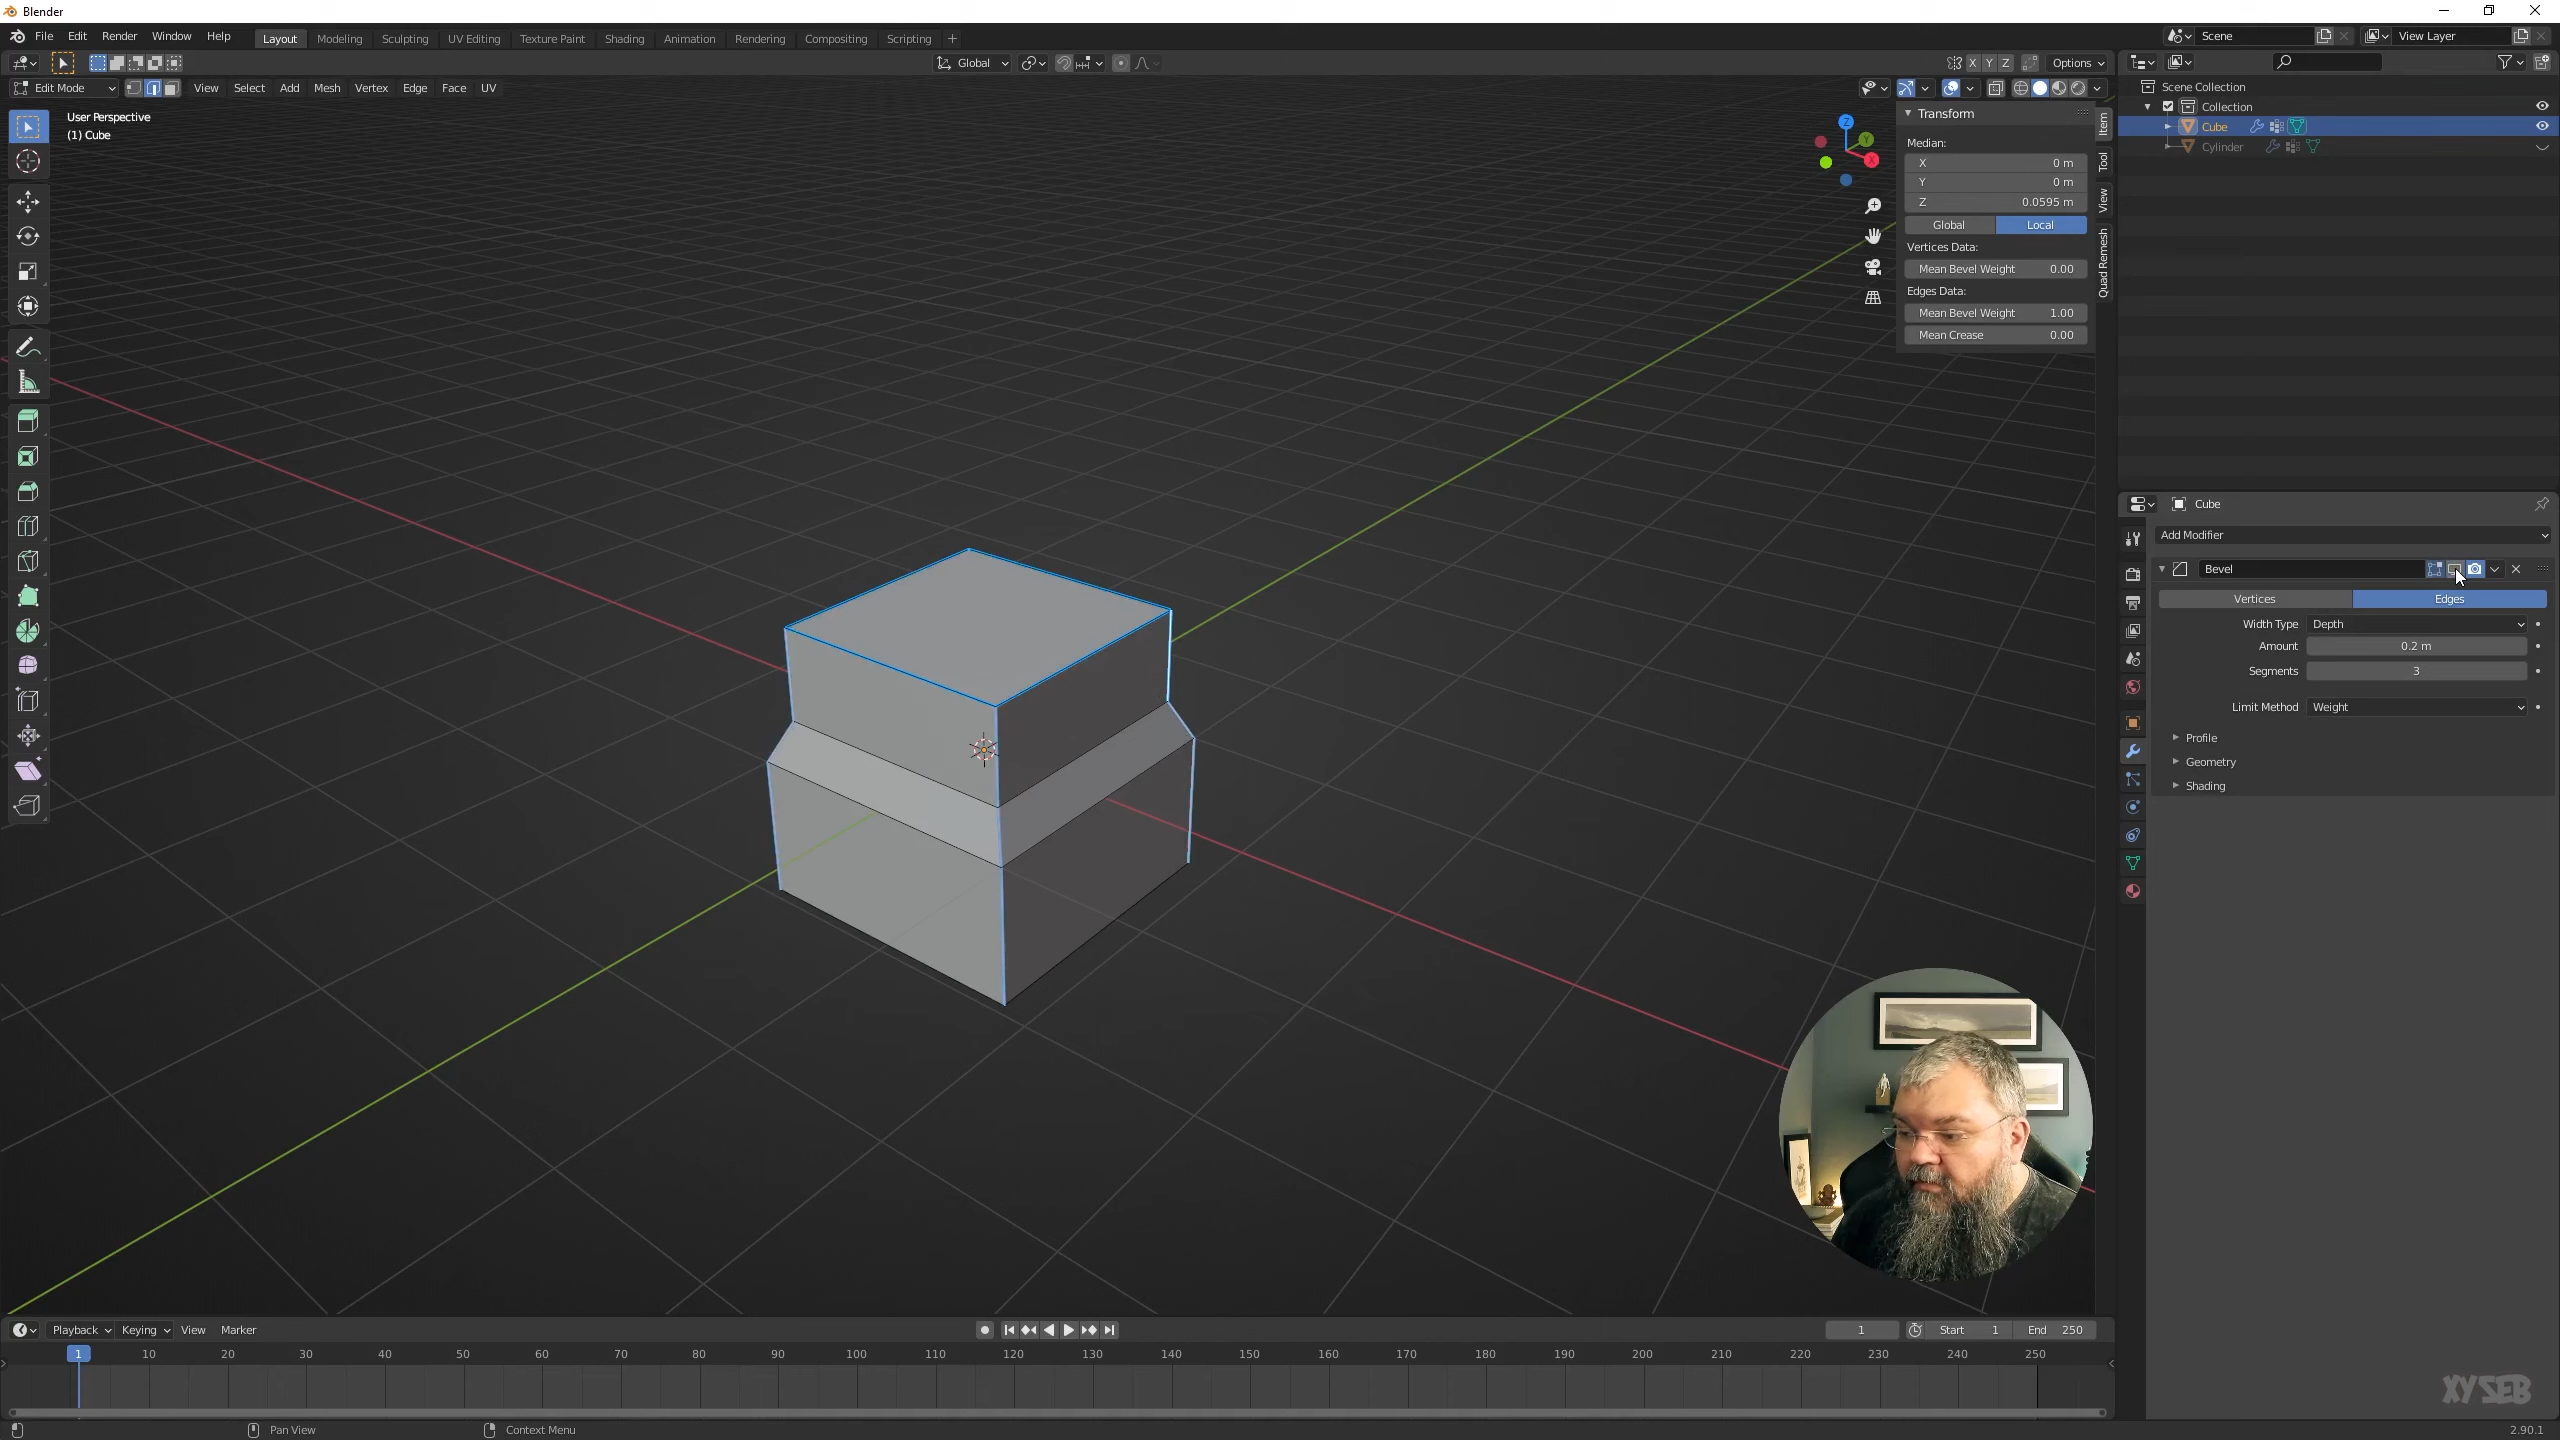 Blender
File Edit Render Window Help Layout Modeling Sculpting UV Editing Texture Paint Shading Animation Rendering Compositing Scripting + Scene View Layer
Global X Y Z Options
Edit Mode View Select Add Mesh Vertex Edge Face UV
User Perspective
(1) Cube
Z
Y
X
Transform
Median:
X 0 m
Y 0 m
Z 0.0595 m
Global Local
Vertices Data:
Mean Bevel Weight 0.00
Edges Data:
Mean Bevel Weight 1.00
Mean Crease 0.00
Item
Tool
View
Quad Remesh
Scene Collection
Collection
Cube
Cylinder
Cube
Add Modifier
Bevel
Vertices Edges
Width Type Depth
Amount 0.2 m
Segments 3
Limit Method Weight
Profile
Geometry
Shading
Playback Keying View Marker 1 Start 1 End 250
1 10 20 30 40 50 60 70 80 90 100 110 120 130 140 150 160 170 180 190 200 210 220 230 240 250
XYSEB
Pan View Context Menu 2.90.1